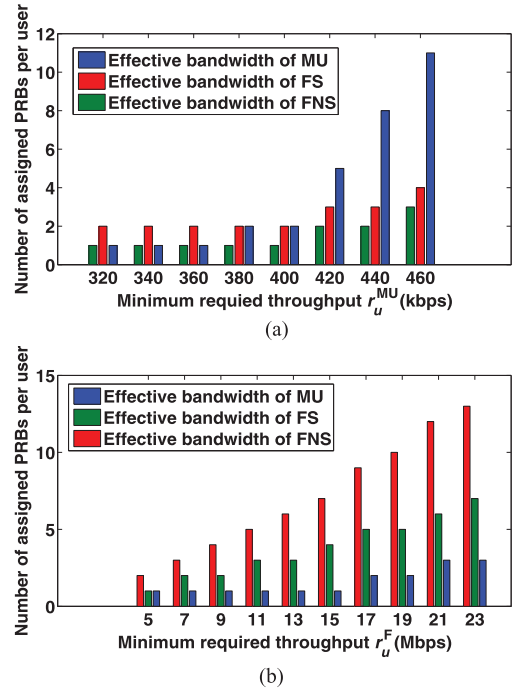 Number of assigned PRBs per user
12
10
8
6
4
2
0
Effective bandwidth of MU
Effective bandwidth of FS
Effective bandwidth of FNS
320 340 360 380 400 420 440 460
Minimum requied throughput r_u^MU (kbps)
(a)
Number of assigned PRBs per user
15
10
5
0
Effective bandwidth of MU
Effective bandwidth of FS
Effective bandwidth of FNS
5 7 9 11 13 15 17 19 21 23
Minimum required throughput r_u^F (Mbps)
(b)